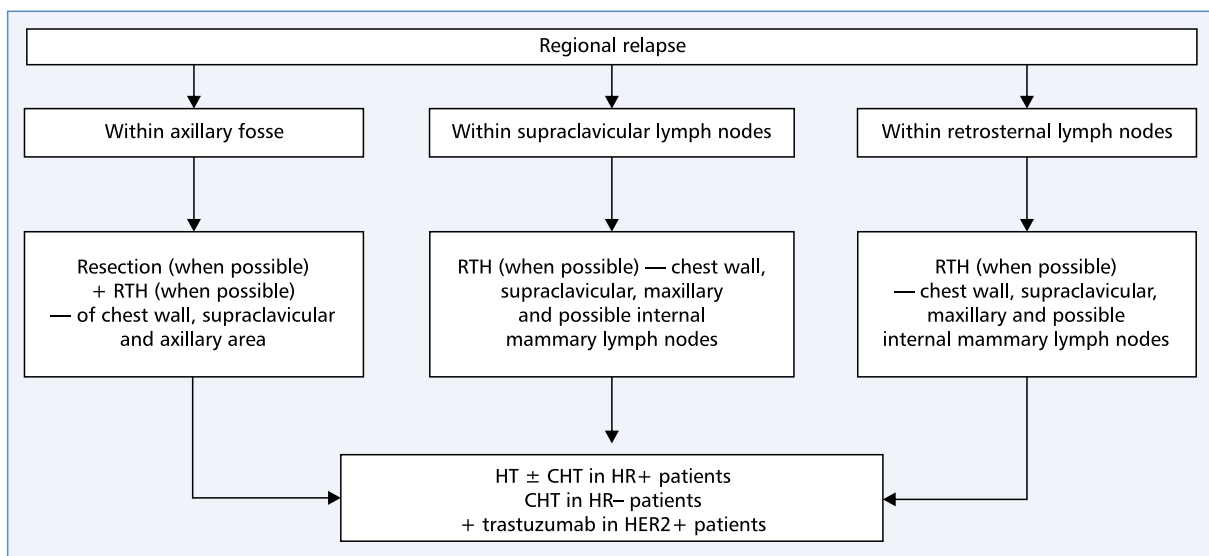 Regional relapse
Within axillary fosse
Within supraclavicular lymph nodes
Within retrosternal lymph nodes
Resection (when possible)
+ RTH (when possible)
— of chest wall, supraclavicular
and axillary area
RTH (when possible) — chest wall,
supraclavicular, maxillary
and possible internal
mammary lymph nodes
RTH (when possible)
— chest wall, supraclavicular,
maxillary and possible
internal mammary lymph nodes
HT ± CHT in HR+ patients
CHT in HR– patients
+ trastuzumab in HER2+ patients